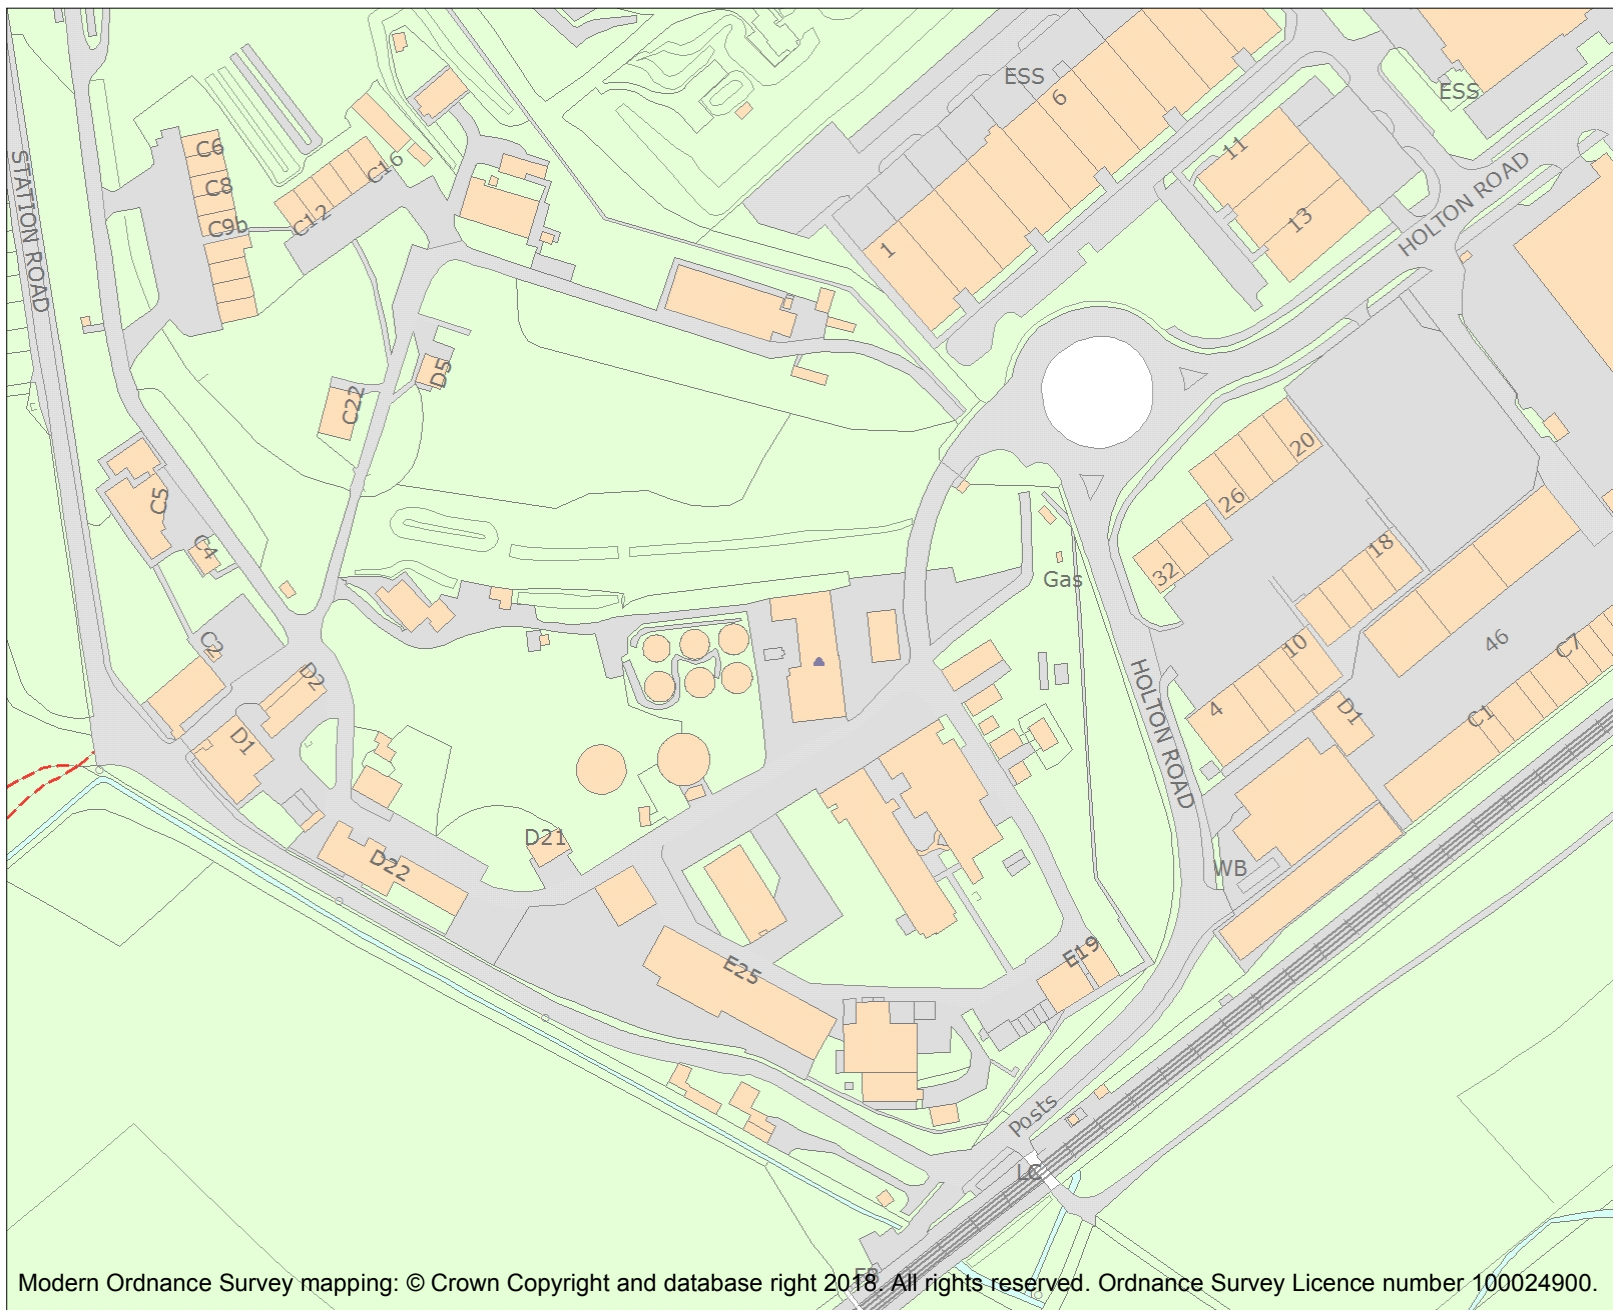 ESS
6
ESS
11
C6
C16
C8
C12
C9b
STATION ROAD
1
13
HOLTON ROAD
D5
C22
20
26
C5
C4
18
32
Gas
C2
D2
10
46
C7
HOLTON ROAD
4
D1
C1
D1
D21
D22
WB
E25
E19
Posts
LC
FB
Modern Ordnance Survey mapping: © Crown Copyright and database right 2018. All rights reserved. Ordnance Survey Licence number 100024900.